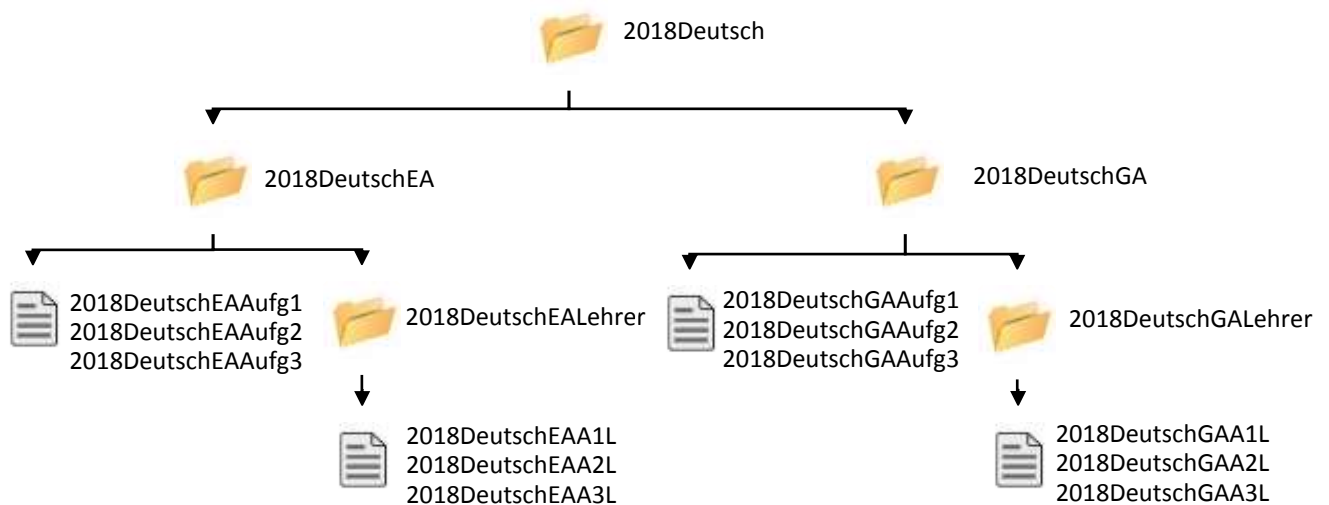 2018Deutsch
2018DeutschEA
2018DeutschGA
2018DeutschEAAufg1
2018DeutschEAAufg2
2018DeutschEAAufg3
2018DeutschEALehrer
2018DeutschGAAufg1
2018DeutschGAAufg2
2018DeutschGAAufg3
2018DeutschGALehrer
2018DeutschEAA1L
2018DeutschEAA2L
2018DeutschEAA3L
2018DeutschGAA1L
2018DeutschGAA2L
2018DeutschGAA3L